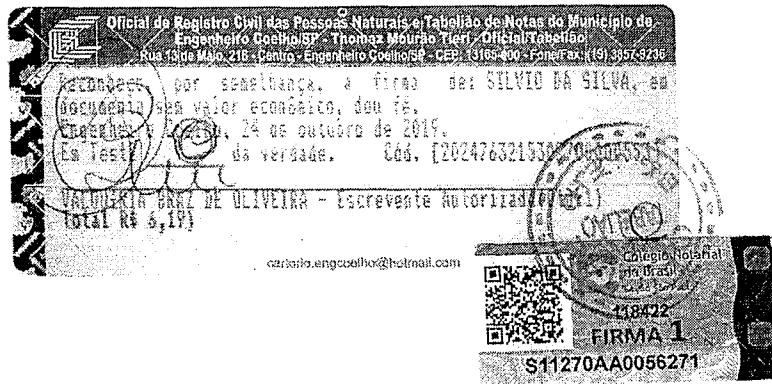 Oficial de Registro Civil das Pessoas Naturais e Tabelião de Notas do Município de
Engenheiro Coelho/SP - Thomaz Mourão Tieri - Oficial/Tabelião
Rua 13 de Maio, 216 - Centro - Engenheiro Coelho/SP - CEP: 13165-000 - Fone/Fax: (19) 3857-9236
Reconheço, por semelhança, a firma de: SILVIO DA SILVA, em
documento sem valor econômico, dou fé.
Engenheiro Coelho, 24 de outubro de 2019.
Em Test. da verdade. Cód.
VALQUIRIA BRAZ DE OLIVEIRA - Escrevente Autorizada
Total R$ 6,19)
cartorio.engcoelho@hotmail.com
Colégio Notarial
do Brasil
118422
FIRMA 1
S11270AA0056271